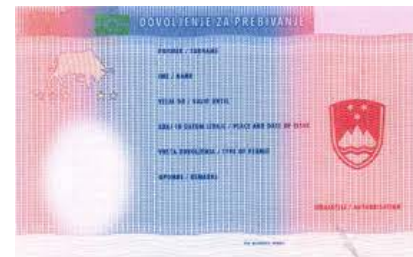 DOVOLJENJE ZA PREBIVANJE
PRIIMEK / SURNAME
IME / NAME
VELJA DO / VALID UNTIL
KRAJ IN DATUM IZDAJE / PLACE AND DATE OF ISSUE
VRSTA DOVOLJENJA / TYPE OF PERMIT
OPOMBE / REMARKS